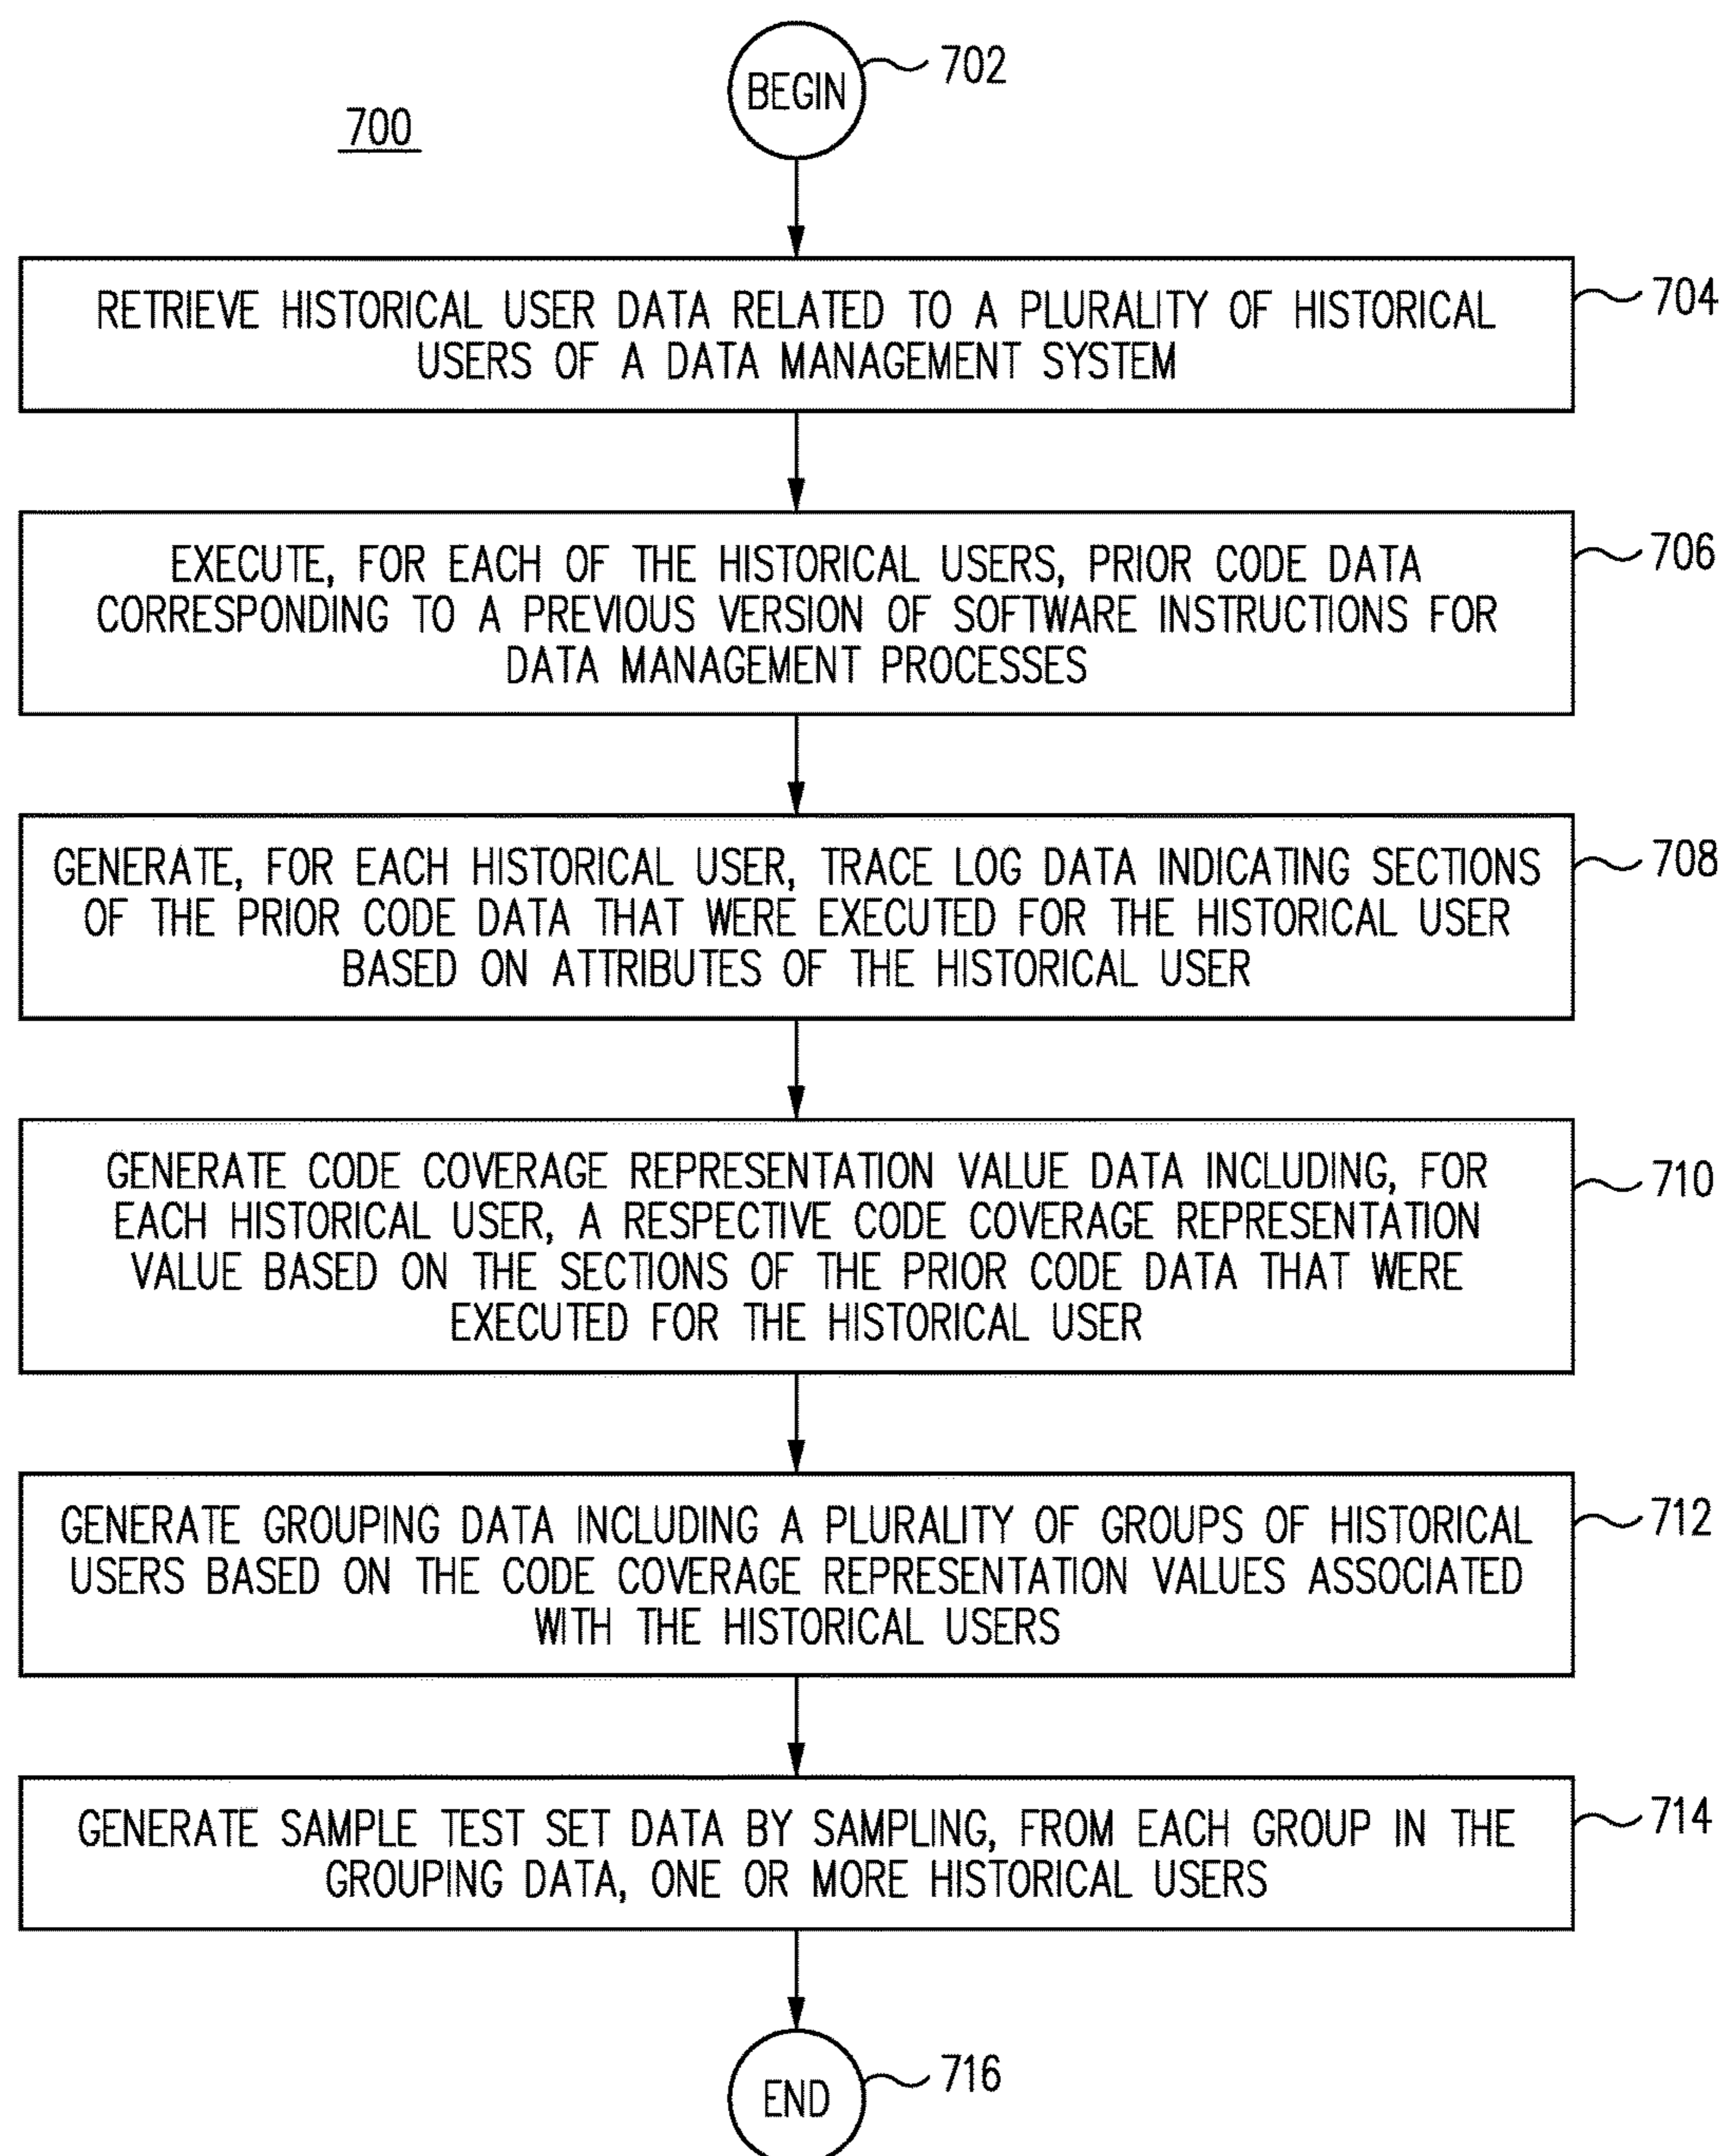 BEGIN
702
700
RETRIEVE HISTORICAL USER DATA RELATED TO A PLURALITY OF HISTORICAL
USERS OF A DATA MANAGEMENT SYSTEM
704
EXECUTE, FOR EACH OF THE HISTORICAL USERS, PRIOR CODE DATA
CORRESPONDING TO A PREVIOUS VERSION OF SOFTWARE INSTRUCTIONS FOR
DATA MANAGEMENT PROCESSES
706
GENERATE, FOR EACH HISTORICAL USER, TRACE LOG DATA INDICATING SECTIONS
OF THE PRIOR CODE DATA THAT WERE EXECUTED FOR THE HISTORICAL USER
BASED ON ATTRIBUTES OF THE HISTORICAL USER
708
GENERATE CODE COVERAGE REPRESENTATION VALUE DATA INCLUDING, FOR
EACH HISTORICAL USER, A RESPECTIVE CODE COVERAGE REPRESENTATION
VALUE BASED ON THE SECTIONS OF THE PRIOR CODE DATA THAT WERE
EXECUTED FOR THE HISTORICAL USER
710
GENERATE GROUPING DATA INCLUDING A PLURALITY OF GROUPS OF HISTORICAL
USERS BASED ON THE CODE COVERAGE REPRESENTATION VALUES ASSOCIATED
WITH THE HISTORICAL USERS
712
GENERATE SAMPLE TEST SET DATA BY SAMPLING, FROM EACH GROUP IN THE
GROUPING DATA, ONE OR MORE HISTORICAL USERS
714
END
716